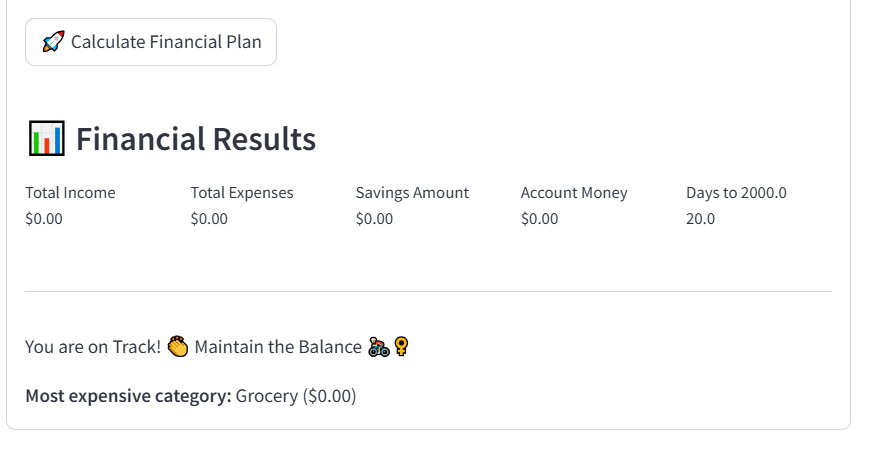 🚀 Calculate Financial Plan
📊 Financial Results
Total Income Total Expenses Savings Amount Account Money Days to 2000.0
$0.00 $0.00 $0.00 $0.00 20.0
You are on Track! 👏 Maintain the Balance 🚴‍♀
Most expensive category: Grocery ($0.00)